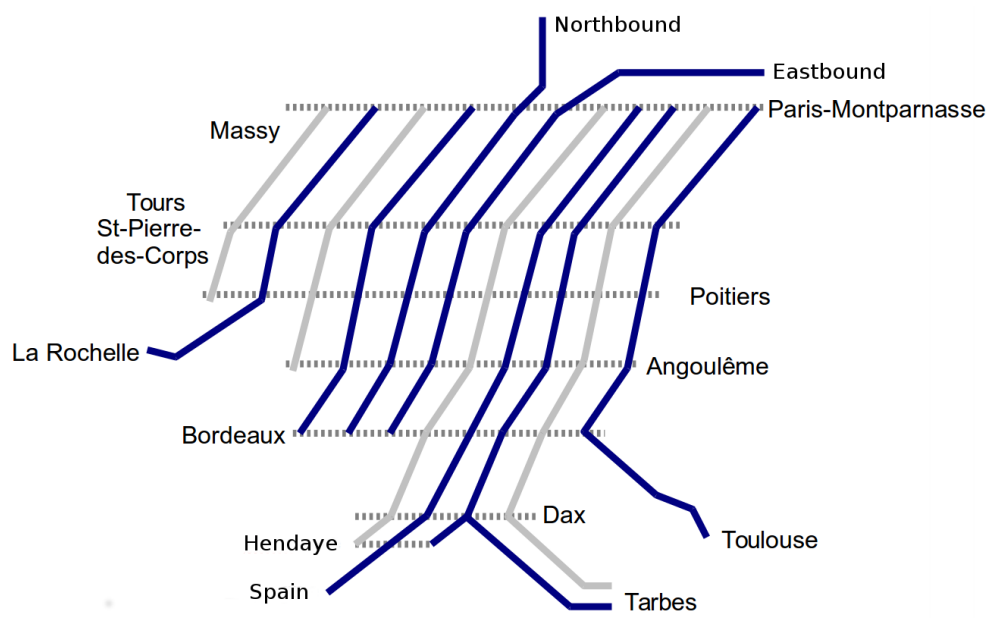 Northbound
Eastbound
Paris-Montparnasse
Massy
Tours
St-Pierre-
des-Corps
Poitiers
La Rochelle
Angoulême
Bordeaux
Dax
Hendaye
Toulouse
Spain
Tarbes